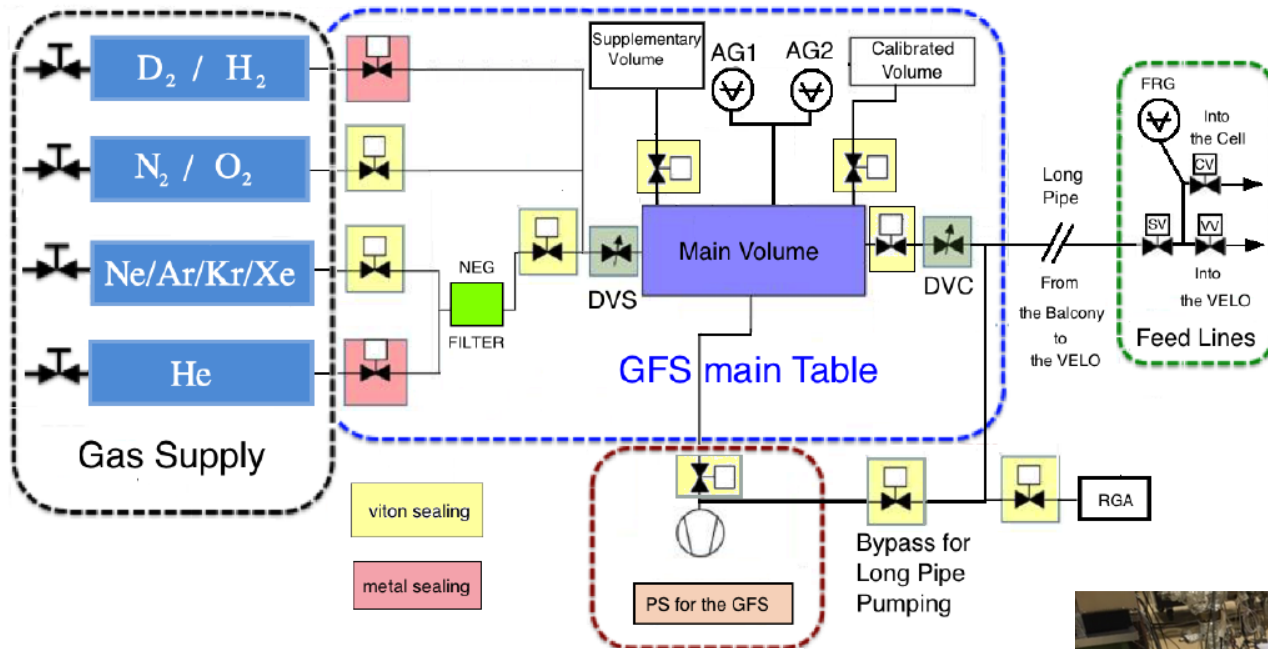 D₂ / H₂
N₂ / O₂
Ne/Ar/Kr/Xe
He
Gas Supply
Supplementary
Volume
AG1
AG2
Calibrated
Volume
NEG
FILTER
DVS
Main Volume
DVC
GFS main Table
Long
Pipe
From
the Balcony
to
the VELO
FRG
Into
the Cell
CV
SV
VV
Into
the VELO
Feed Lines
viton sealing
metal sealing
PS for the GFS
Bypass for
Long Pipe
Pumping
RGA